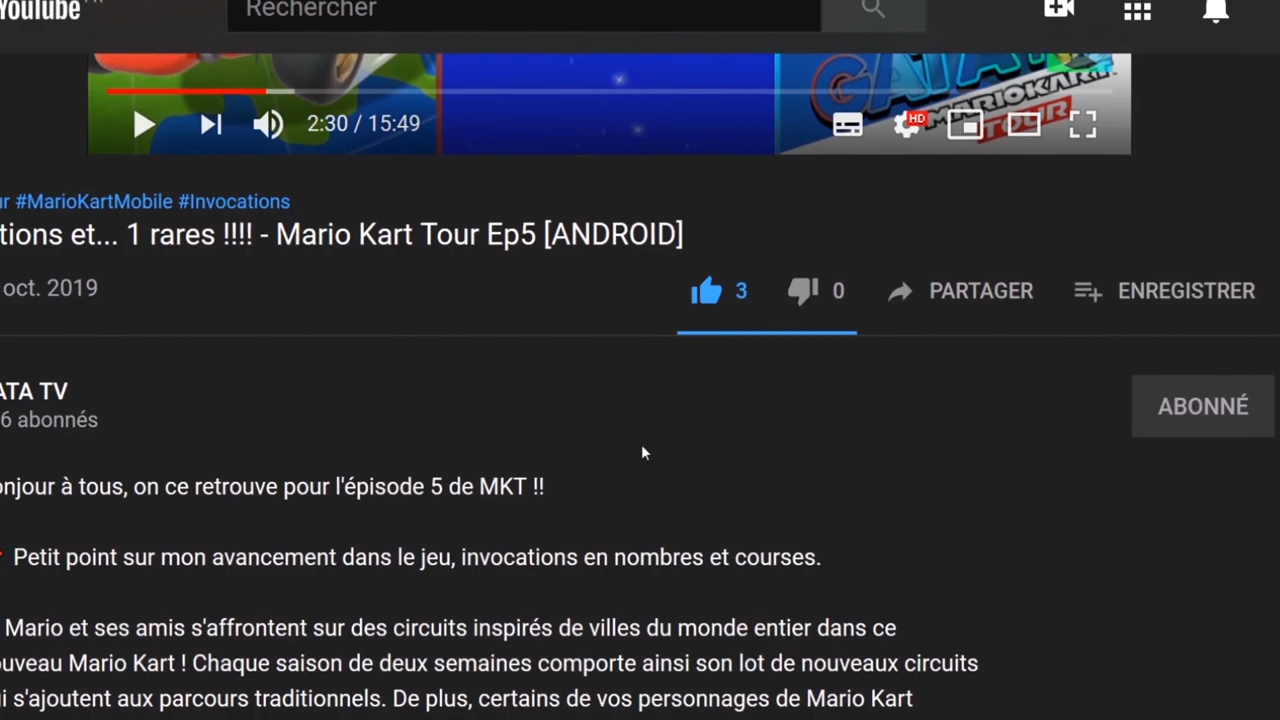 YouTube
Rechercher
GATA
MARIOKART
TOUR
2:30 / 15:49
HD
#MarioKartMobile #Invocations
et... 1 rares !!!! - Mario Kart Tour Ep5 [ANDROID]
oct. 2019
3
0
PARTAGER
ENREGISTRER
ATA TV
6 abonnés
ABONNÉ
onjour à tous, on ce retrouve pour l'épisode 5 de MKT !!
Petit point sur mon avancement dans le jeu, invocations en nombres et courses.
Mario et ses amis s'affrontent sur des circuits inspirés de villes du monde entier dans ce
ouveau Mario Kart ! Chaque saison de deux semaines comporte ainsi son lot de nouveaux circuits
i s'ajoutent aux parcours traditionnels. De plus, certains de vos personnages de Mario Kart